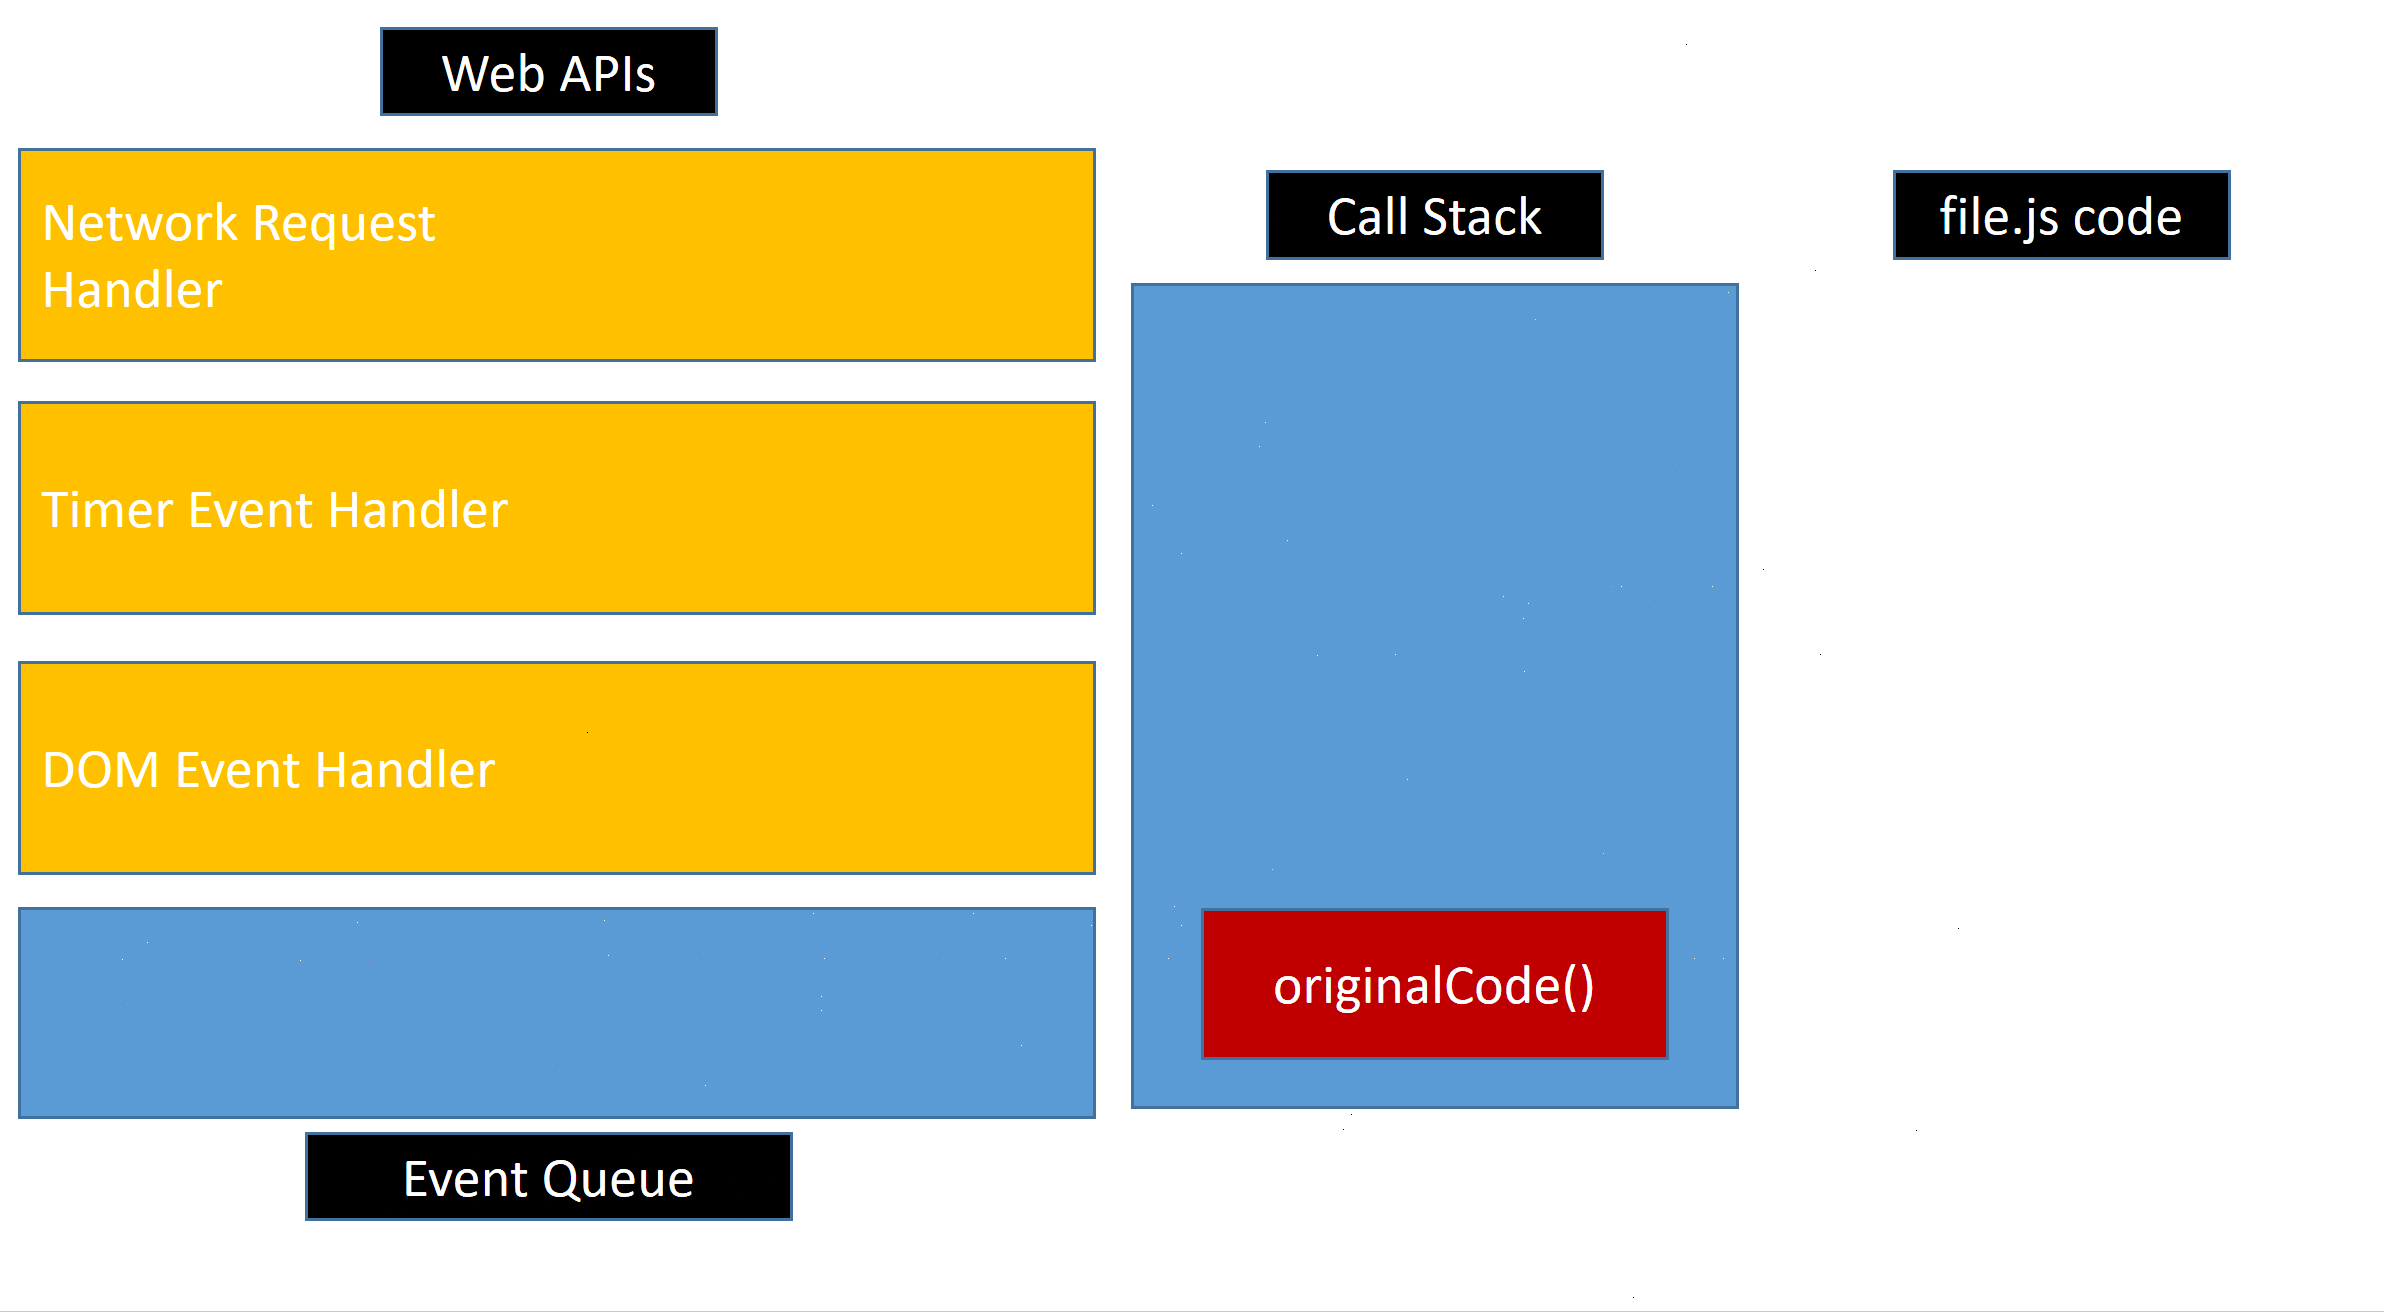 Web APIs
Network Request
Handler
Timer Event Handler
DOM Event Handler
Event Queue
Call Stack
originalCode()
file.js code